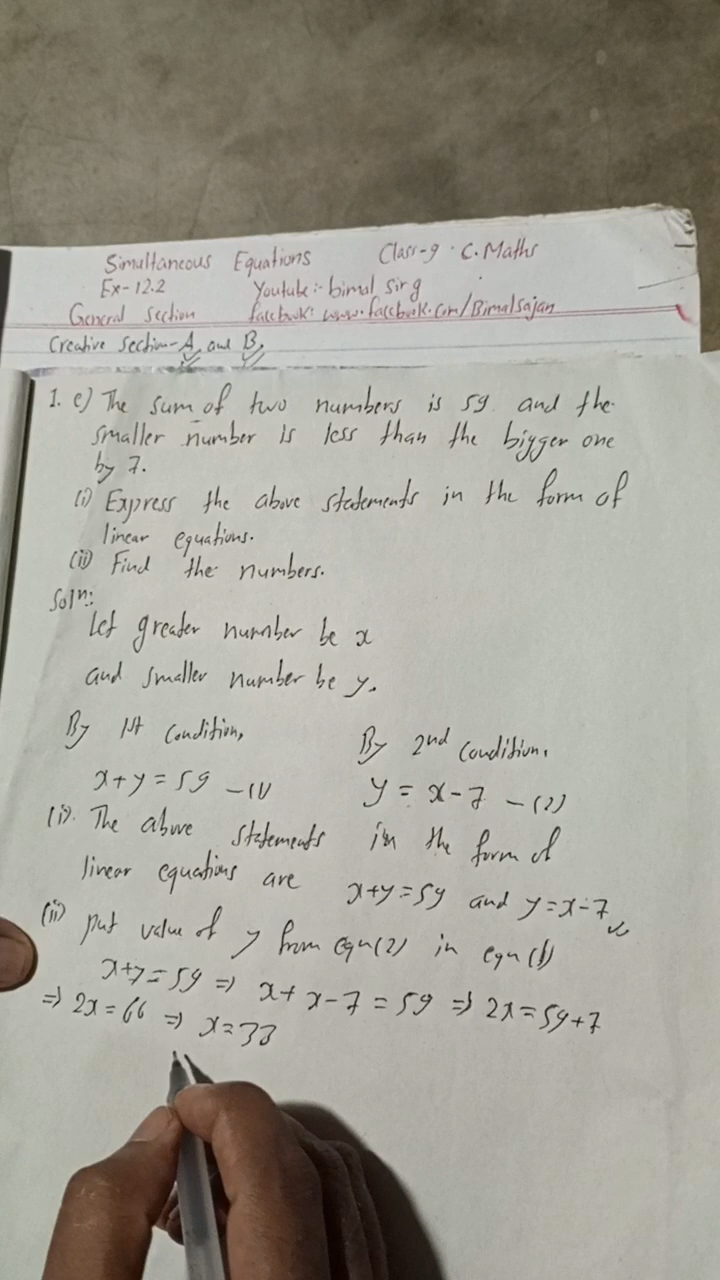 Simultaneous Equations Class-9 . C. Maths
Ex-12.2 Youtube:- bimal sir g
General Section facebook: www.facebook.com/Bimalsajan
Creative Section-A and B,
1. e) The sum of two numbers is 59 and the
smaller number is less than the bigger one
by 7.
(i) Express the above statements in the form of
linear equations.
(ii) Find the numbers.
Solⁿ:
Let greater number be x
and smaller number be y.
By 1st Condition, By 2nd Condition,
x+y=59 -(1) y = x-7 -(2)
(i). The above statements in the form of
linear equations are x+y=59 and y=x-7
(ii) put value of y from eqn(2) in eqn(1)
x+y=59 ⇒ x+x-7=59 ⇒ 2x=59+7
⇒ 2x=66 ⇒ x=33